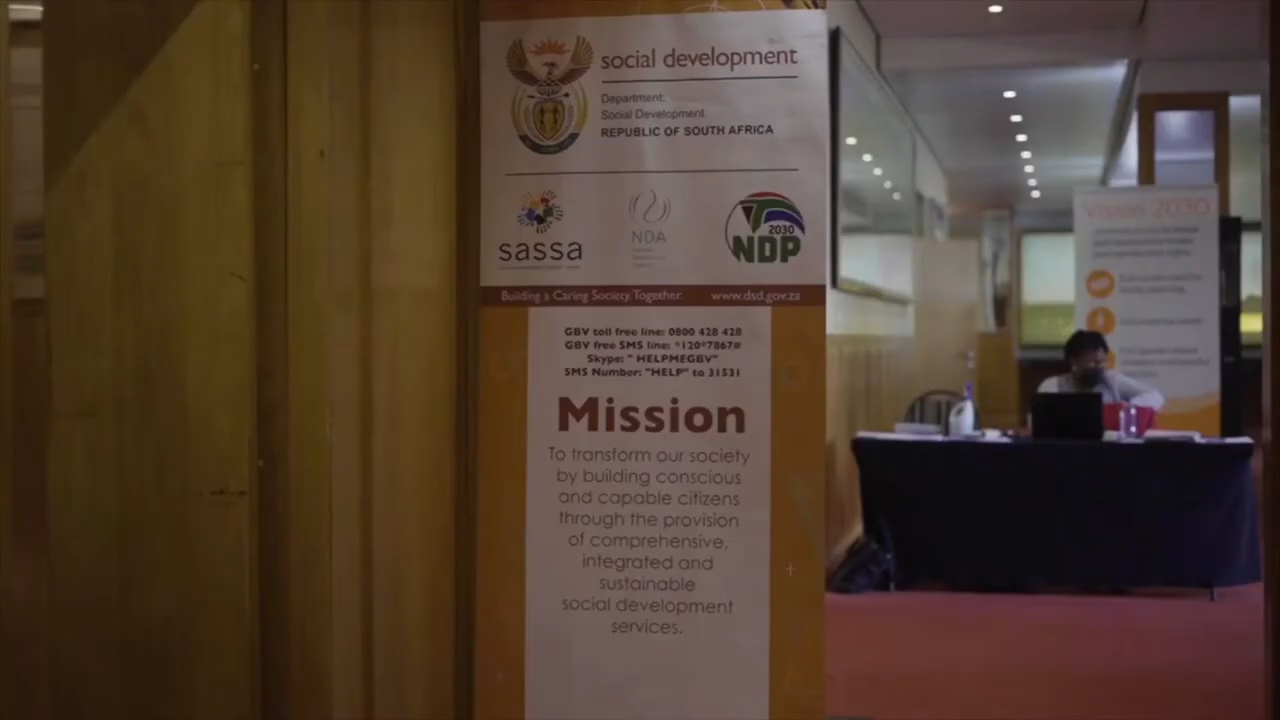 social development
Department:
Social Development
REPUBLIC OF SOUTH AFRICA
sassa
NDA
2030
NDP
Building a Caring Society. Together.
www.dsd.gov.za
GBV toll free line: 0800 428 428
GBV free SMS line: *120*7867#
Skype: " HELPMEGBV"
SMS Number: "HELP" to 31531
Mission
To transform our society
by building conscious
and capable citizens
through the provision
of comprehensive,
integrated and
sustainable
social development
services.
Vision 2030